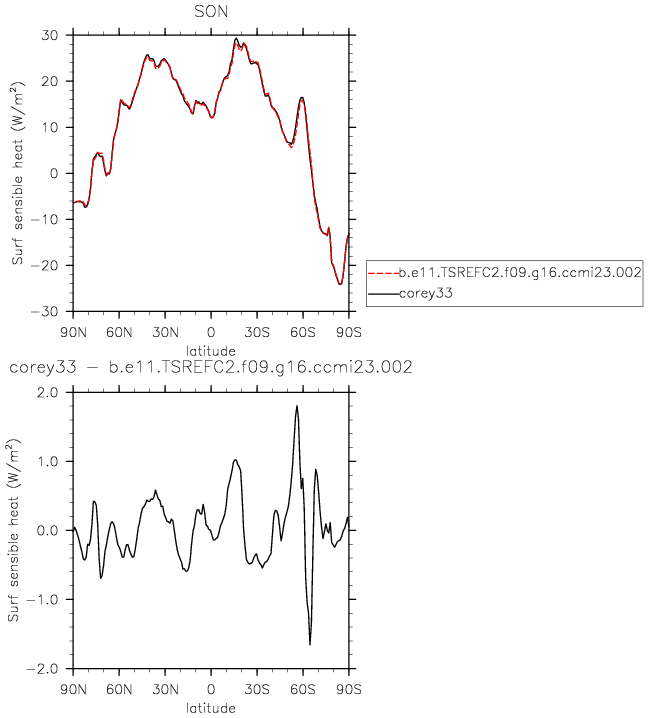 SON
Surf sensible heat (W/m²)
30
20
10
0
−10
−20
−30
90N 60N 30N 0 30S 60S 90S
latitude
b.e11.TSREFC2.f09.g16.ccmi23.002
corey33
corey33 − b.e11.TSREFC2.f09.g16.ccmi23.002
Surf sensible heat (W/m²)
2.0
1.0
0.0
−1.0
−2.0
90N 60N 30N 0 30S 60S 90S
latitude